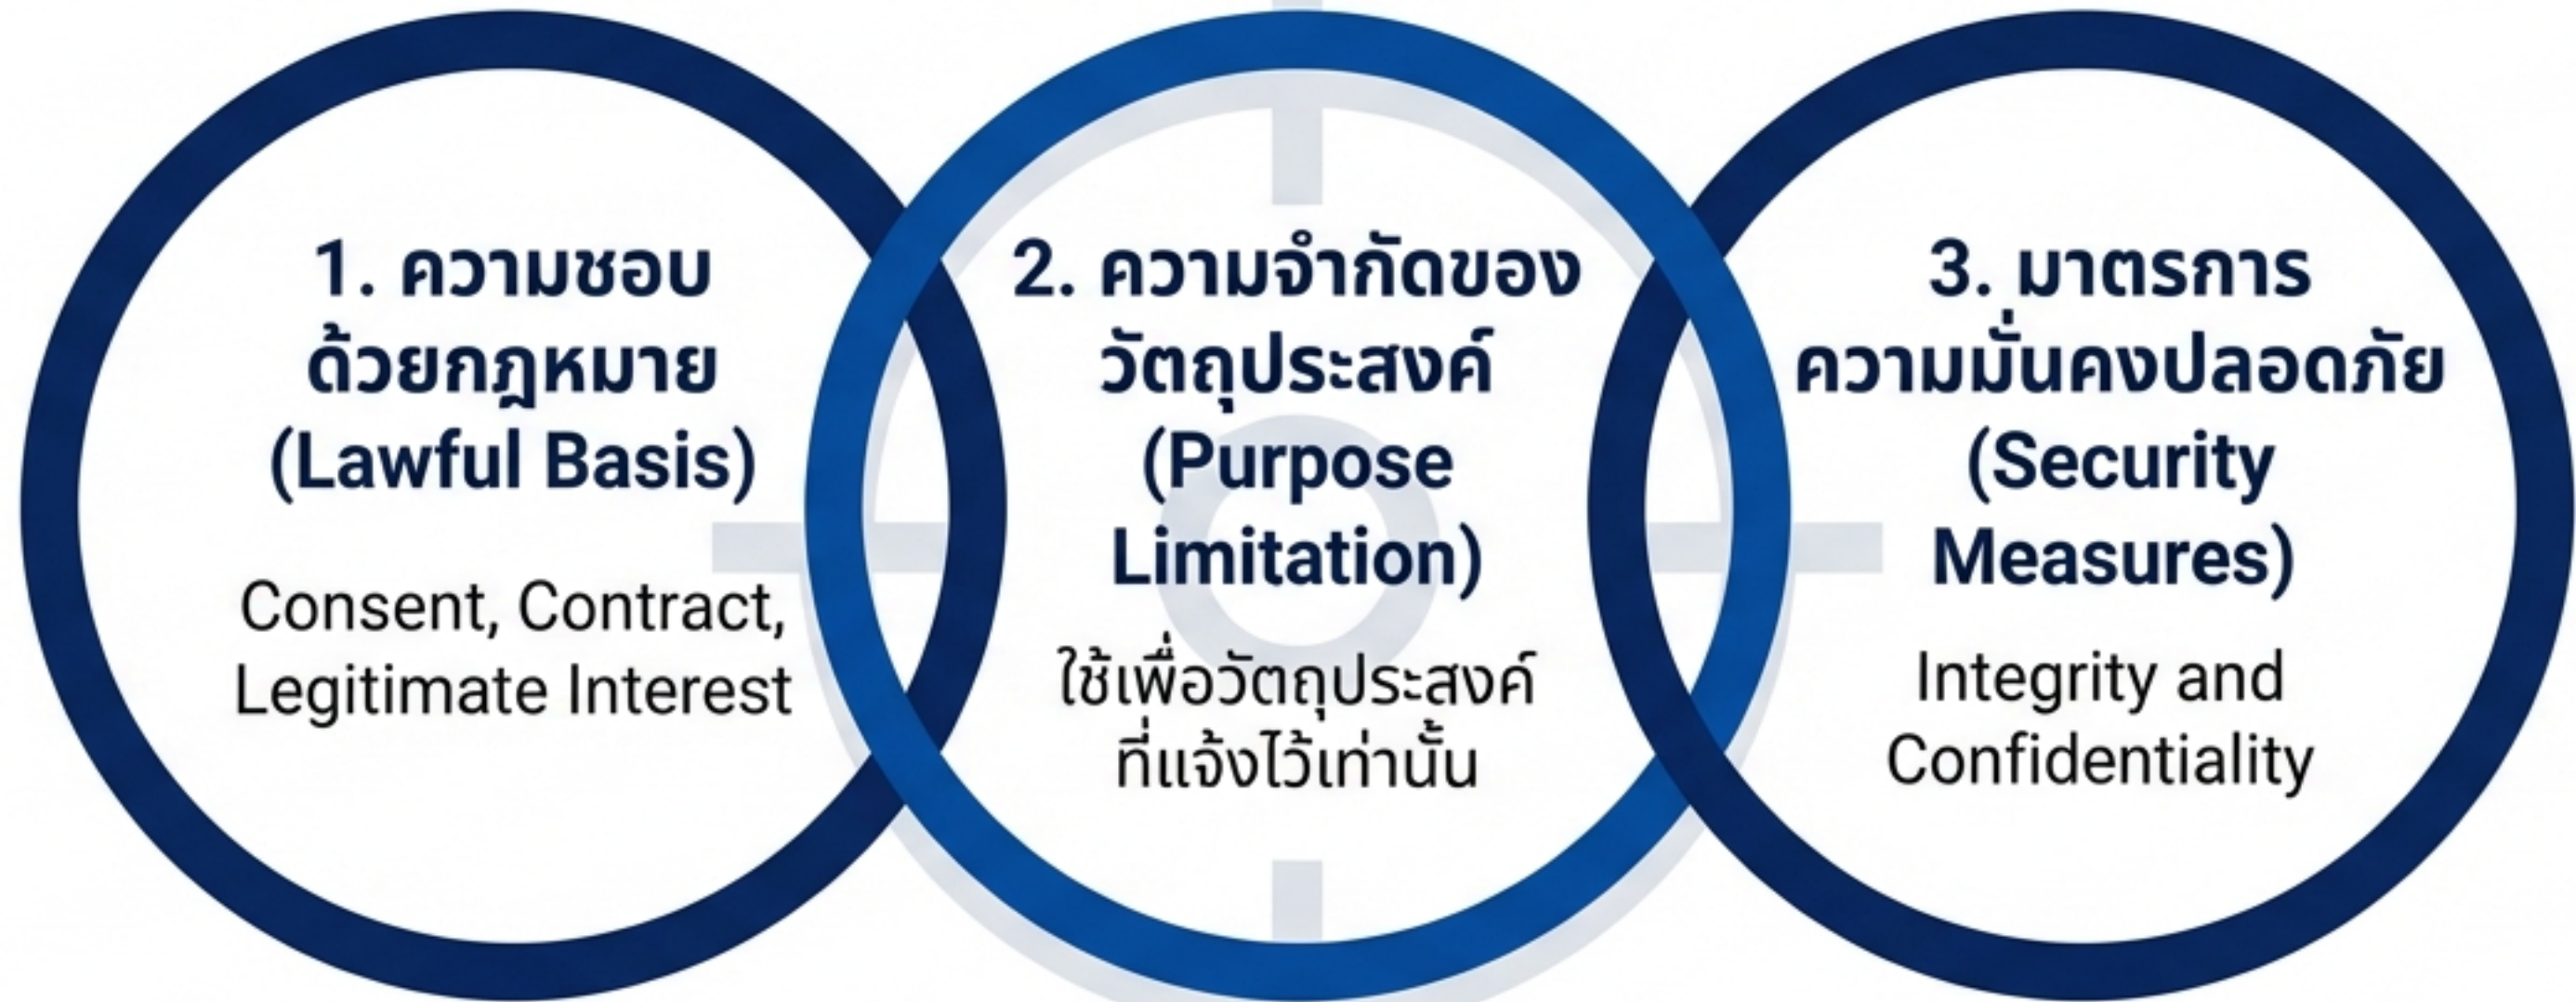 1. ความชอบ
ด้วยกฎหมาย
(Lawful Basis)
Consent, Contract,
Legitimate Interest
2. ความจำกัดของ
วัตถุประสงค์
(Purpose
Limitation)
ใช้เพื่อวัตถุประสงค์
ที่แจ้งไว้เท่านั้น
3. มาตรการ
ความมั่นคงปลอดภัย
(Security
Measures)
Integrity and
Confidentiality